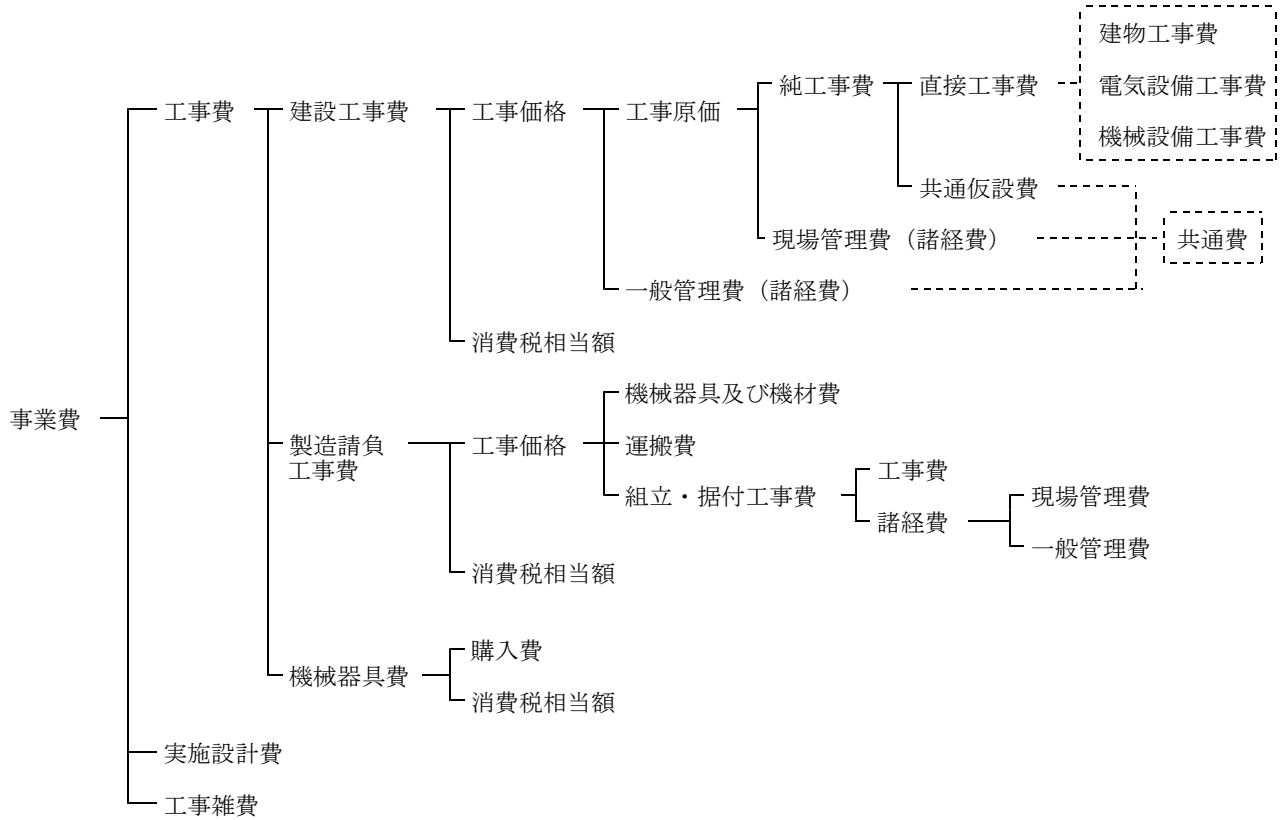 建物工事費
工事費
建設工事費
工事価格
工事原価
純工事費
直接工事費
電気設備工事費
機械設備工事費
共通仮設費
現場管理費（諸経費）
共通費
一般管理費（諸経費）
消費税相当額
事業費
製造請負
工事費
工事価格
機械器具及び機材費
運搬費
組立・据付工事費
工事費
諸経費
現場管理費
一般管理費
消費税相当額
機械器具費
購入費
消費税相当額
実施設計費
工事雑費